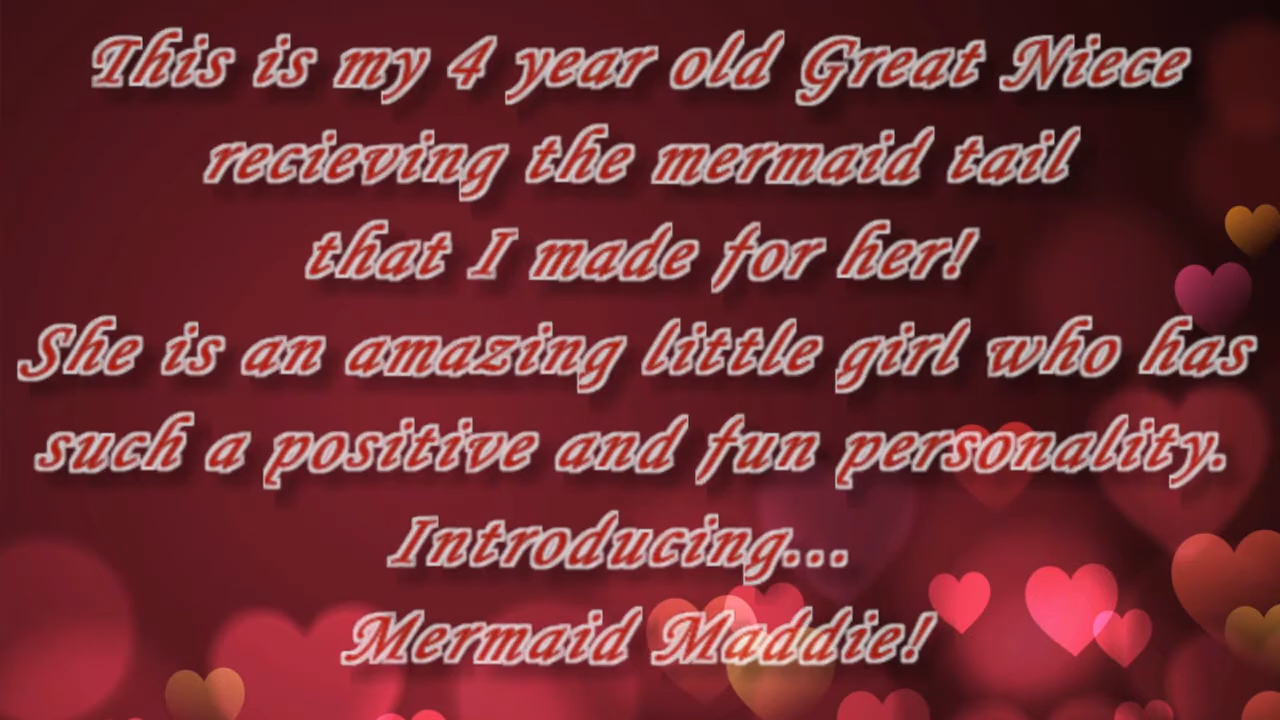 This is my 4 year old Great Niece
recieving the mermaid tail
that I made for her!
She is an amazing little girl who has
such a positive and fun personality.
Introducing...
Mermaid Maddie!